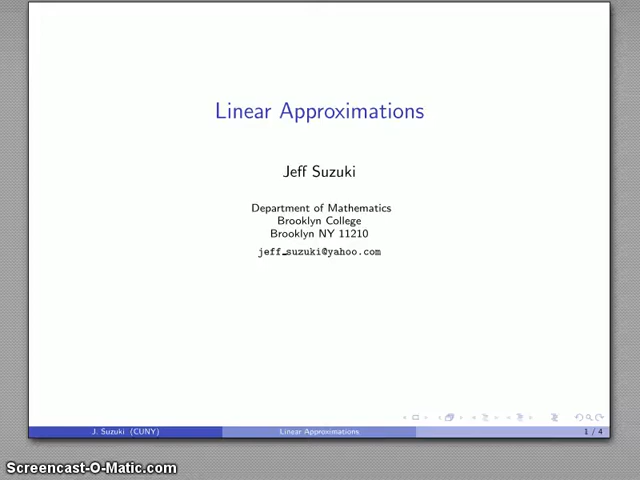 Linear Approximations
Jeff Suzuki
Department of Mathematics
Brooklyn College
Brooklyn NY 11210
jeff_suzuki@yahoo.com
J. Suzuki (CUNY)
Linear Approximations
1 / 4
Screencast-O-Matic.com